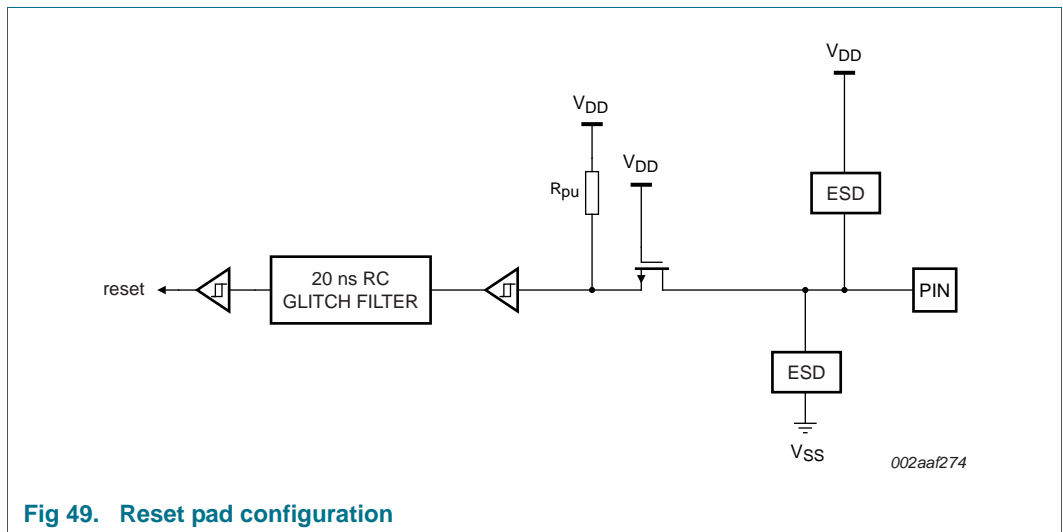 VDD
VDD
VDD
Rpu
ESD
reset
20 ns RC
GLITCH FILTER
PIN
ESD
VSS
002aaf274
Fig 49. Reset pad configuration